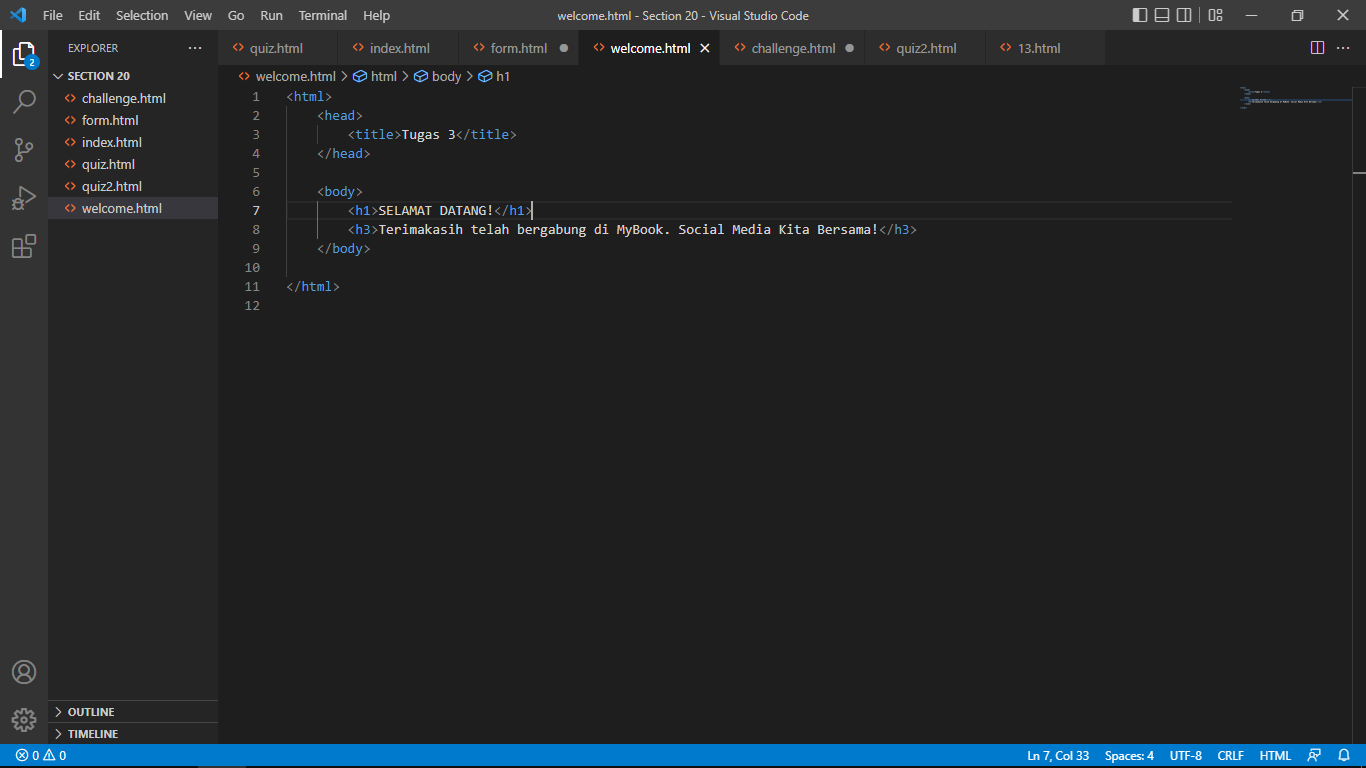 File Edit Selection View Go Run Terminal Help welcome.html - Section 20 - Visual Studio Code
EXPLORER ···
quiz.html index.html form.html welcome.html challenge.html quiz2.html 13.html
2
SECTION 20
challenge.html
form.html
index.html
quiz.html
quiz2.html
welcome.html
OUTLINE
TIMELINE
welcome.html > html > body > h1
1 <html>
2 <head>
3 <title>Tugas 3</title>
4 </head>
5
6 <body>
7 <h1>SELAMAT DATANG!</h1>
8 <h3>Terimakasih telah bergabung di MyBook. Social Media Kita Bersama!</h3>
9 </body>
10
11 </html>
12
0 0 Ln 7, Col 33 Spaces: 4 UTF-8 CRLF HTML